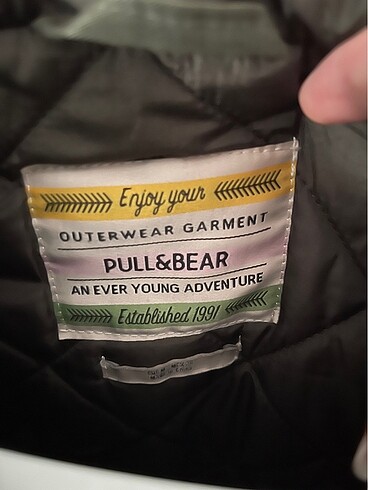 Enjoy your
OUTERWEAR GARMENT
PULL&BEAR
AN EVER YOUNG ADVENTURE
Established 1991